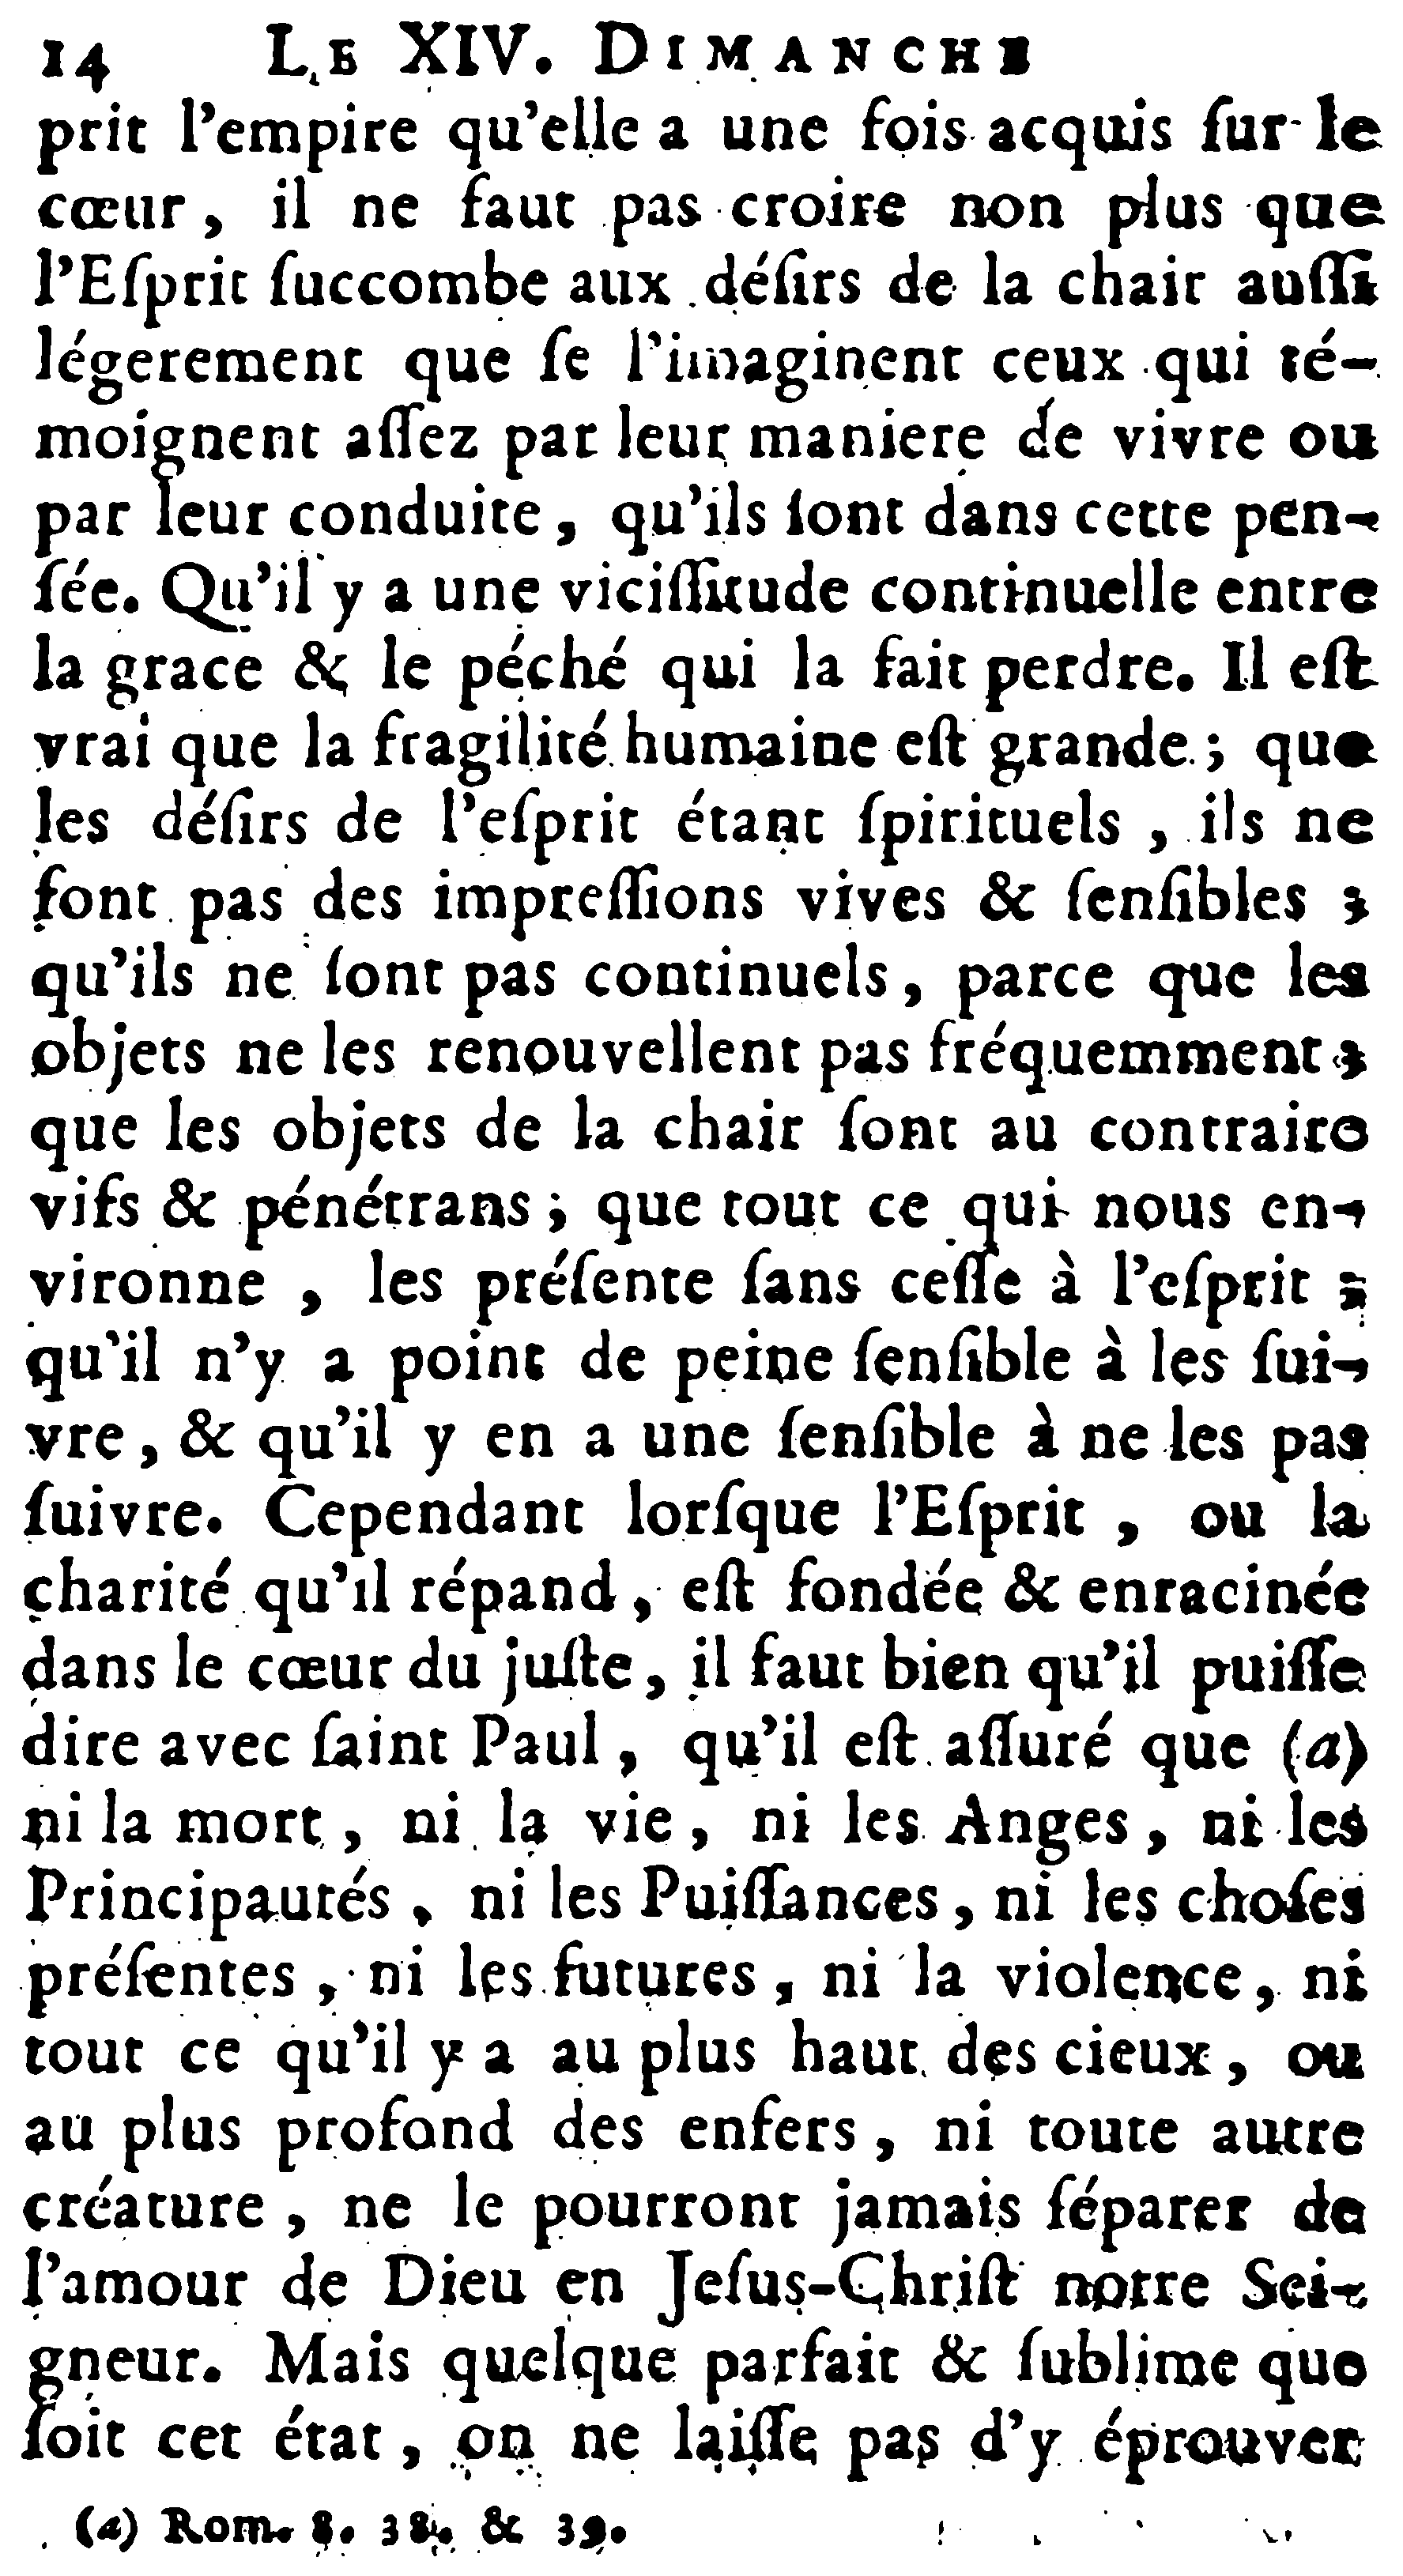 14 LE XIV. DIMANCHE
prit l'empire qu'elle a une fois acquis ſur le
cœur, il ne faut pas croire non plus que
l'Eſprit ſuccombe aux déſirs de la chair auſſi
légerement que ſe l'imaginent ceux qui té-
moignent aſſez par leur maniere de vivre ou
par leur conduite, qu'ils ſont dans cette pen-
ſée. Qu'il y a une viciſſitude continuelle entre
la grace & le péché qui la fait perdre. Il eſt
vrai que la fragilité humaine eſt grande ; que
les déſirs de l'eſprit étant ſpirituels , ils ne
font pas des impreſſions vives & ſenſibles ;
qu'ils ne ſont pas continuels, parce que les
objets ne les renouvellent pas fréquemment ;
que les objets de la chair ſont au contraire
vifs & pénétrans ; que tout ce qui nous en-
vironne , les préſente ſans ceſſe à l'eſprit ;
qu'il n'y a point de peine ſenſible à les ſui-
vre, & qu'il y en a une ſenſible à ne les pas
ſuivre. Cependant lorſque l'Eſprit , ou la
charité qu'il répand, eſt fondée & enracinée
dans le cœur du juſte, il faut bien qu'il puiſſe
dire avec ſaint Paul, qu'il eſt aſſuré que (a)
ni la mort , ni la vie, ni les Anges, ni les
Principautés, ni les Puiſſances, ni les choſes
préſentes , ni les futures, ni la violence, ni
tout ce qu'il y a au plus haut des cieux, ou
au plus profond des enfers, ni toute autre
créature , ne le pourront jamais ſéparer de
l'amour de Dieu en Jeſus-Chriſt notre Sei-
gneur. Mais quelque parfait & ſublime que
ſoit cet état, on ne laiſſe pas d'y éprouver
(a) Rom. 8. 38. & 39.